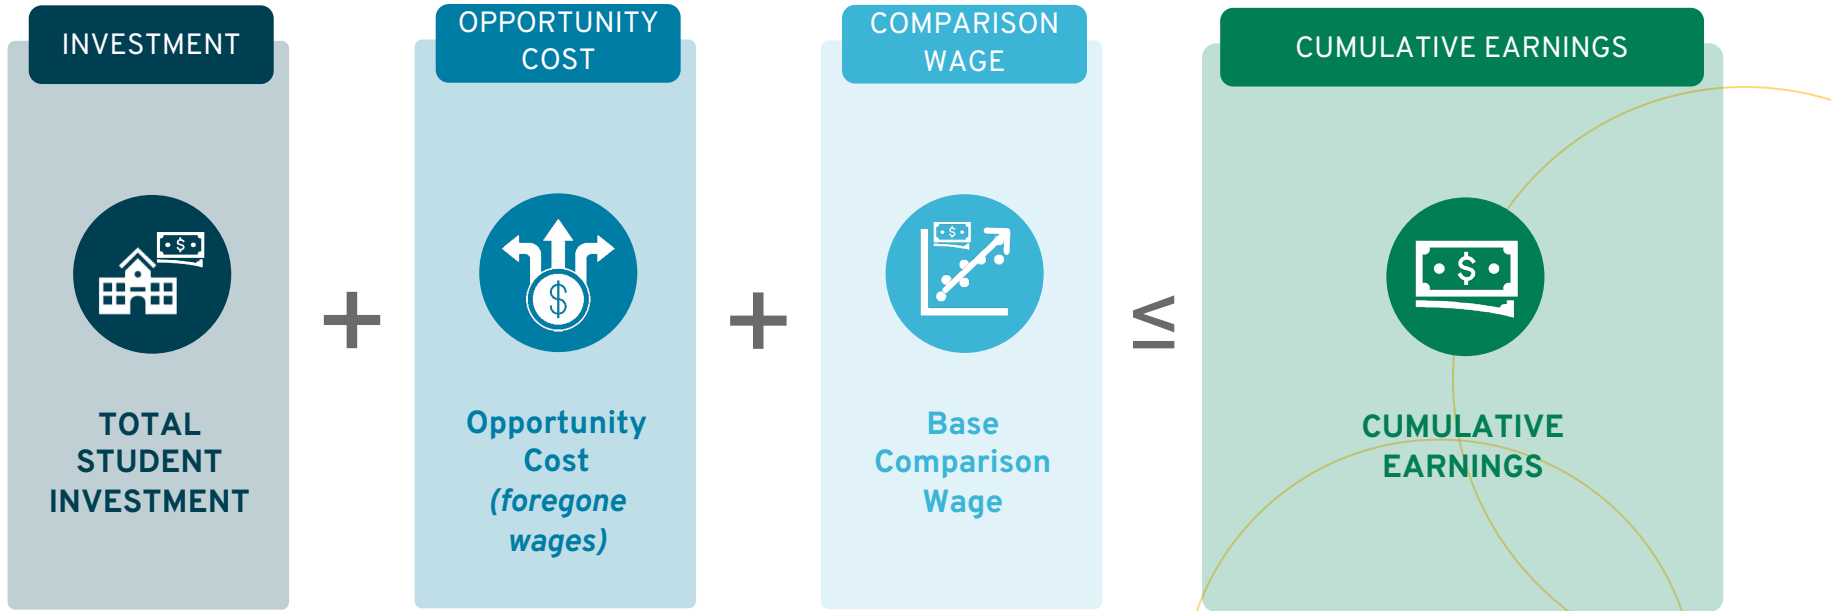 INVESTMENT
TOTAL
STUDENT
INVESTMENT
+
OPPORTUNITY
COST
$
Opportunity
Cost
(foregone
wages)
+
COMPARISON
WAGE
$
Base
Comparison
Wage
≤
CUMULATIVE EARNINGS
$
CUMULATIVE
EARNINGS